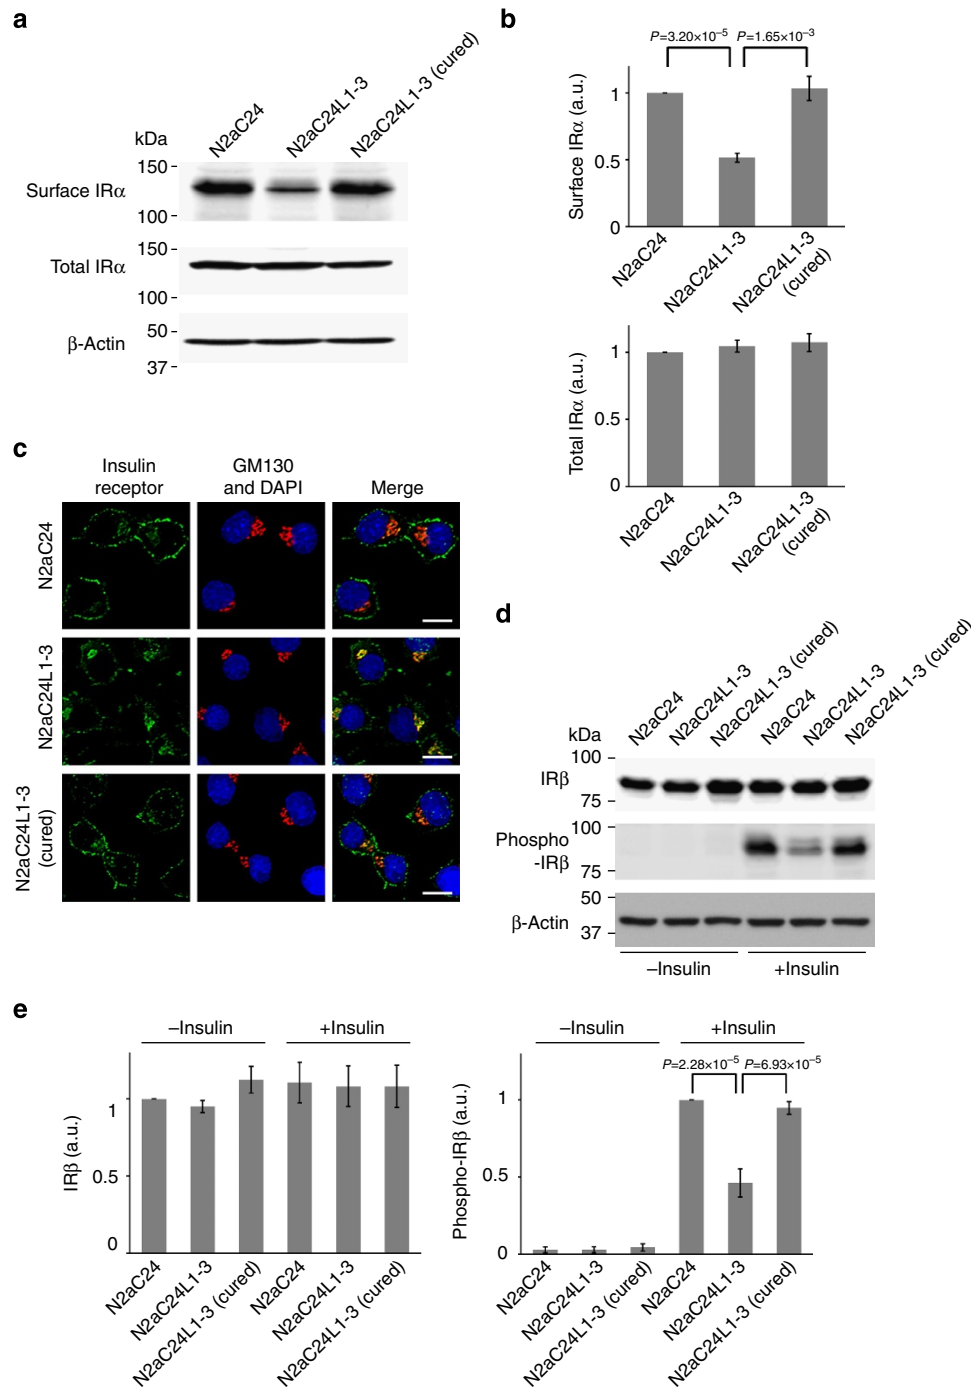 a
N2aC24
N2aC24L1-3
N2aC24L1-3 (cured)
kDa
150
Surface IRα
100
150
Total IRα
100
50
β-Actin
37
b
P=3.20×10–5
P=1.65×10–3
Surface IRα (a.u.)
1
0.5
0
N2aC24
N2aC24L1-3
N2aC24L1-3
(cured)
Total IRα (a.u.)
1
0.5
0
N2aC24
N2aC24L1-3
N2aC24L1-3
(cured)
c
Insulin
receptor
GM130
and DAPI
Merge
N2aC24
N2aC24L1-3
N2aC24L1-3
(cured)
d
N2aC24
N2aC24L1-3
N2aC24L1-3 (cured)
N2aC24
N2aC24L1-3
N2aC24L1-3 (cured)
kDa
100
IRβ
75
100
Phospho
-IRβ
75
50
β-Actin
37
–Insulin
+Insulin
e
–Insulin
+Insulin
IRβ (a.u.)
1
0.5
0
N2aC24
N2aC24L1-3
N2aC24L1-3 (cured)
N2aC24
N2aC24L1-3
N2aC24L1-3 (cured)
–Insulin
+Insulin
P=2.28×10–5
P=6.93×10–5
Phospho-IRβ (a.u.)
1
0.5
0
N2aC24
N2aC24L1-3
N2aC24L1-3 (cured)
N2aC24
N2aC24L1-3
N2aC24L1-3 (cured)